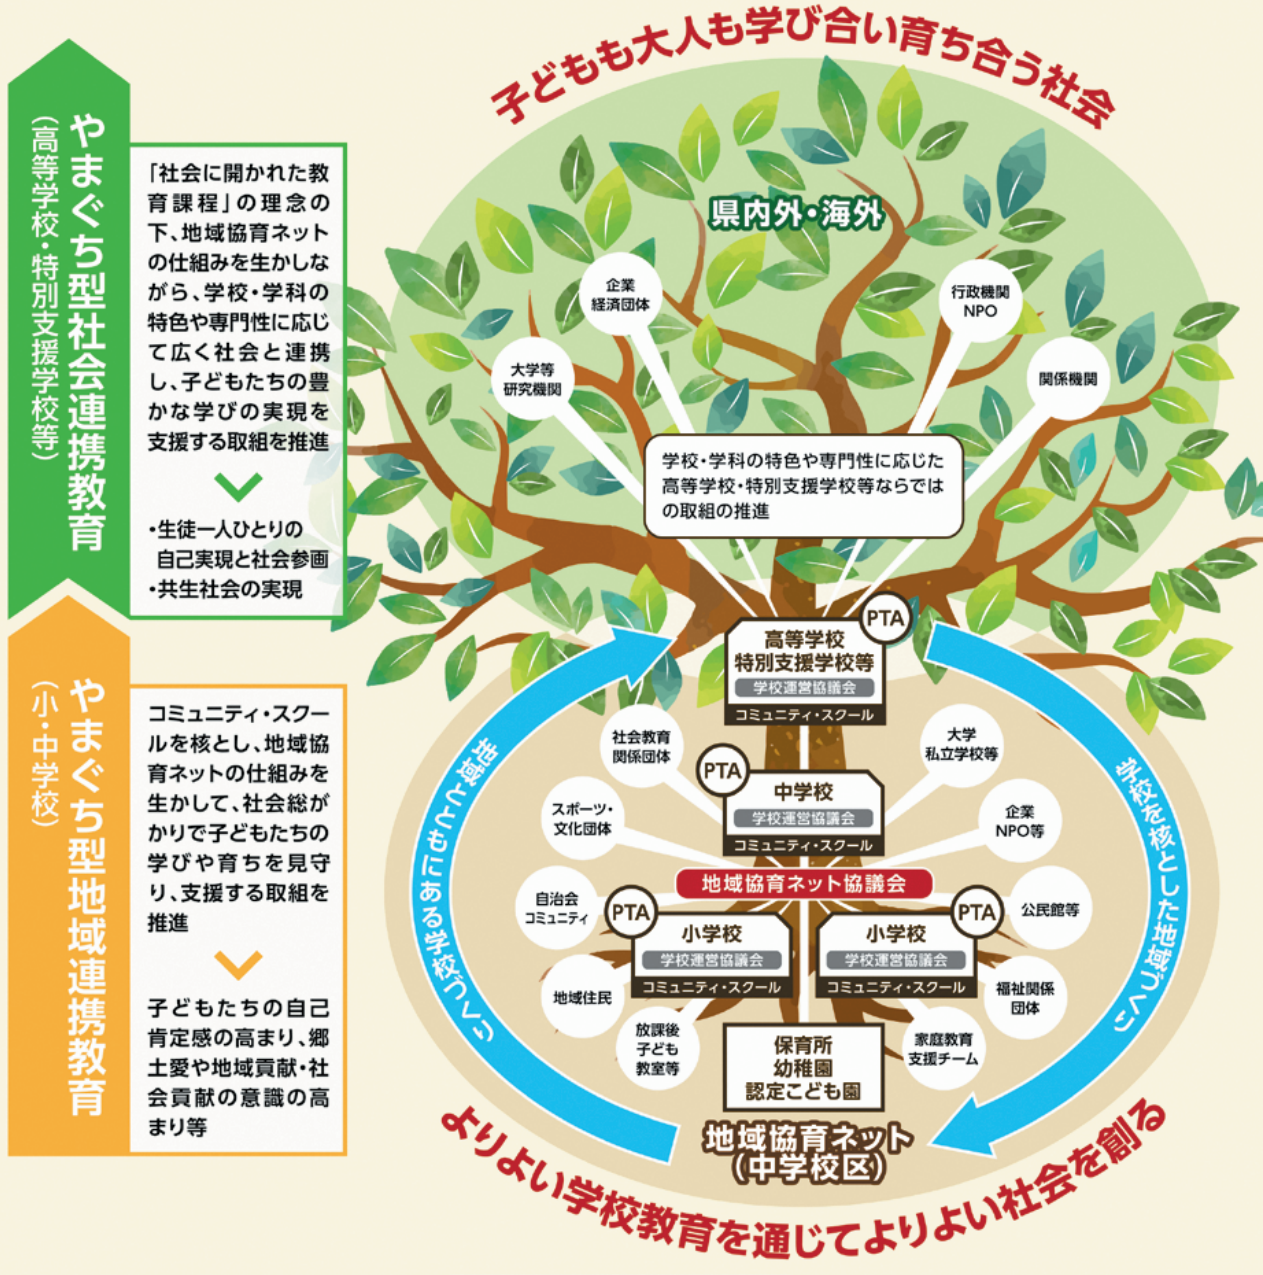 子どもも大人も学び合い育ち合う社会
やまぐち型社会連携教育
（高等学校・特別支援学校等）
「社会に開かれた教
育課程」の理念の
下、地域協育ネット
の仕組みを生かしな
がら、学校・学科の
特色や専門性に応じ
て広く社会と連携
し、子どもたちの豊
かな学びの実現を
支援する取組を推進
・生徒一人ひとりの
自己実現と社会参画
・共生社会の実現
県内外・海外
企業
経済団体
行政機関
NPO
大学等
研究機関
関係機関
学校・学科の特色や専門性に応じた
高等学校・特別支援学校等ならでは
の取組の推進
PTA
高等学校
特別支援学校等
学校運営協議会
コミュニティ・スクール
やまぐち型地域連携教育
（小・中学校）
コミュニティ・スクー
ルを核とし、地域協
育ネットの仕組みを
生かして、社会総が
かりで子どもたちの
学びや育ちを見守
り、支援する取組を
推進
子どもたちの自己
肯定感の高まり、郷
土愛や地域貢献・社
会貢献の意識の高
まり等
地域とともにある学校づくり
学校を核とした地域づくり
社会教育
関係団体
大学
私立学校等
PTA
中学校
学校運営協議会
コミュニティ・スクール
スポーツ・
文化団体
企業
NPO等
地域協育ネット協議会
自治会
コミュニティ
PTA
小学校
学校運営協議会
コミュニティ・スクール
PTA
小学校
学校運営協議会
コミュニティ・スクール
公民館等
地域住民
福祉関係
団体
放課後
子ども
教室等
家庭教育
支援チーム
保育所
幼稚園
認定こども園
地域協育ネット
（中学校区）
よりよい学校教育を通じてよりよい社会を創る